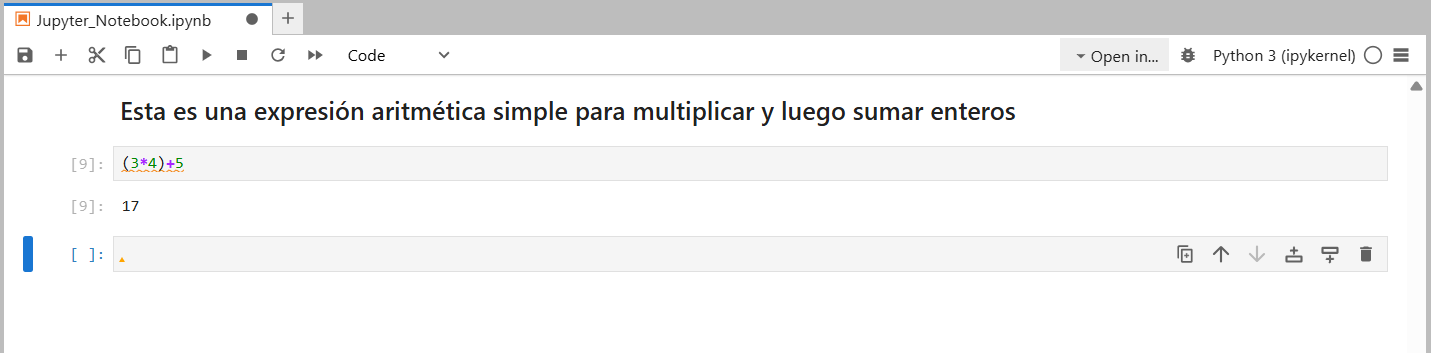 Jupyter_Notebook.ipynb
Code
Open in...
Python 3 (ipykernel)
Esta es una expresión aritmética simple para multiplicar y luego sumar enteros
[9]: (3*4)+5
[9]: 17
[ ]: